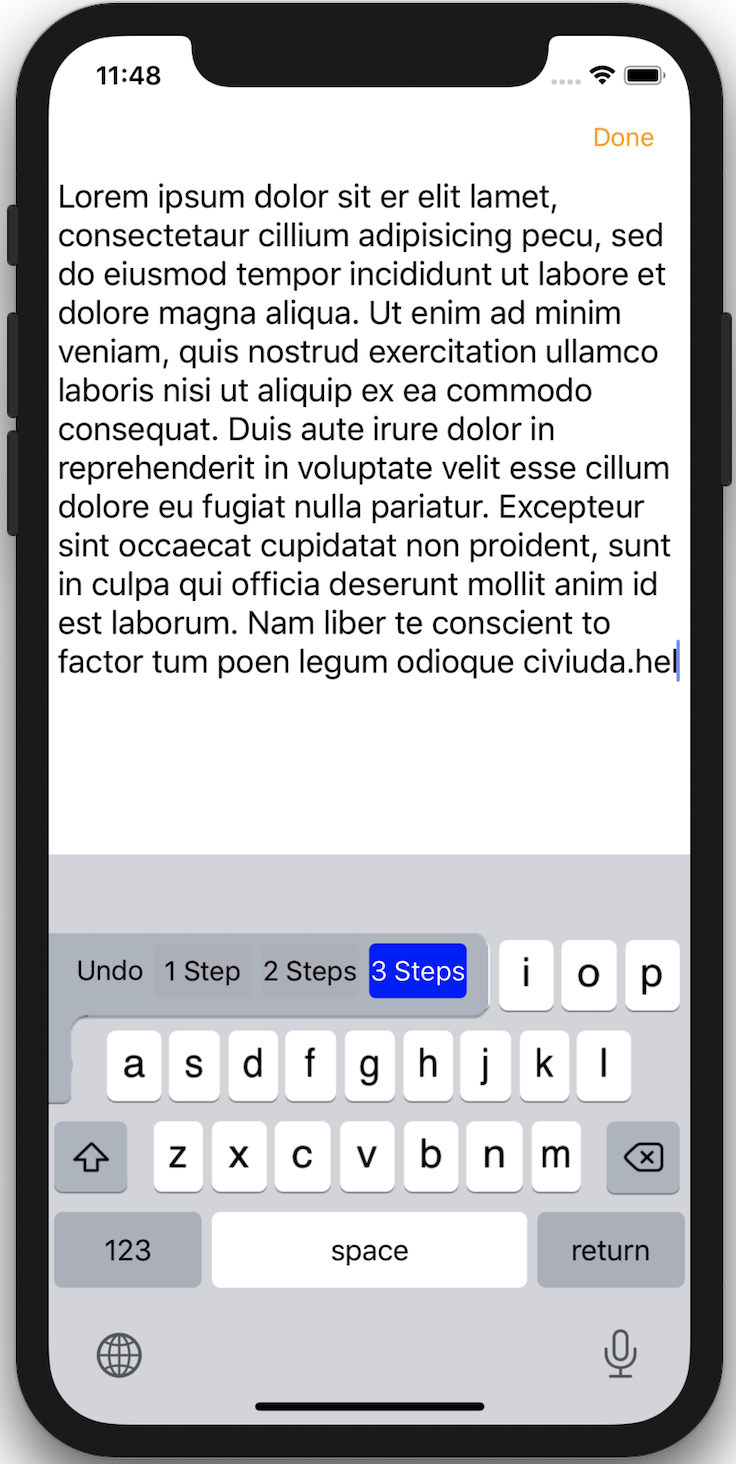 11:48
Done
Lorem ipsum dolor sit er elit lamet,
consectetaur cillium adipisicing pecu, sed
do eiusmod tempor incididunt ut labore et
dolore magna aliqua. Ut enim ad minim
veniam, quis nostrud exercitation ullamco
laboris nisi ut aliquip ex ea commodo
consequat. Duis aute irure dolor in
reprehenderit in voluptate velit esse cillum
dolore eu fugiat nulla pariatur. Excepteur
sint occaecat cupidatat non proident, sunt
in culpa qui officia deserunt mollit anim id
est laborum. Nam liber te conscient to
factor tum poen legum odioque civiuda.hel
Undo 1 Step 2 Steps 3 Steps i o p
a s d f g h j k l
z x c v b n m
123 space return